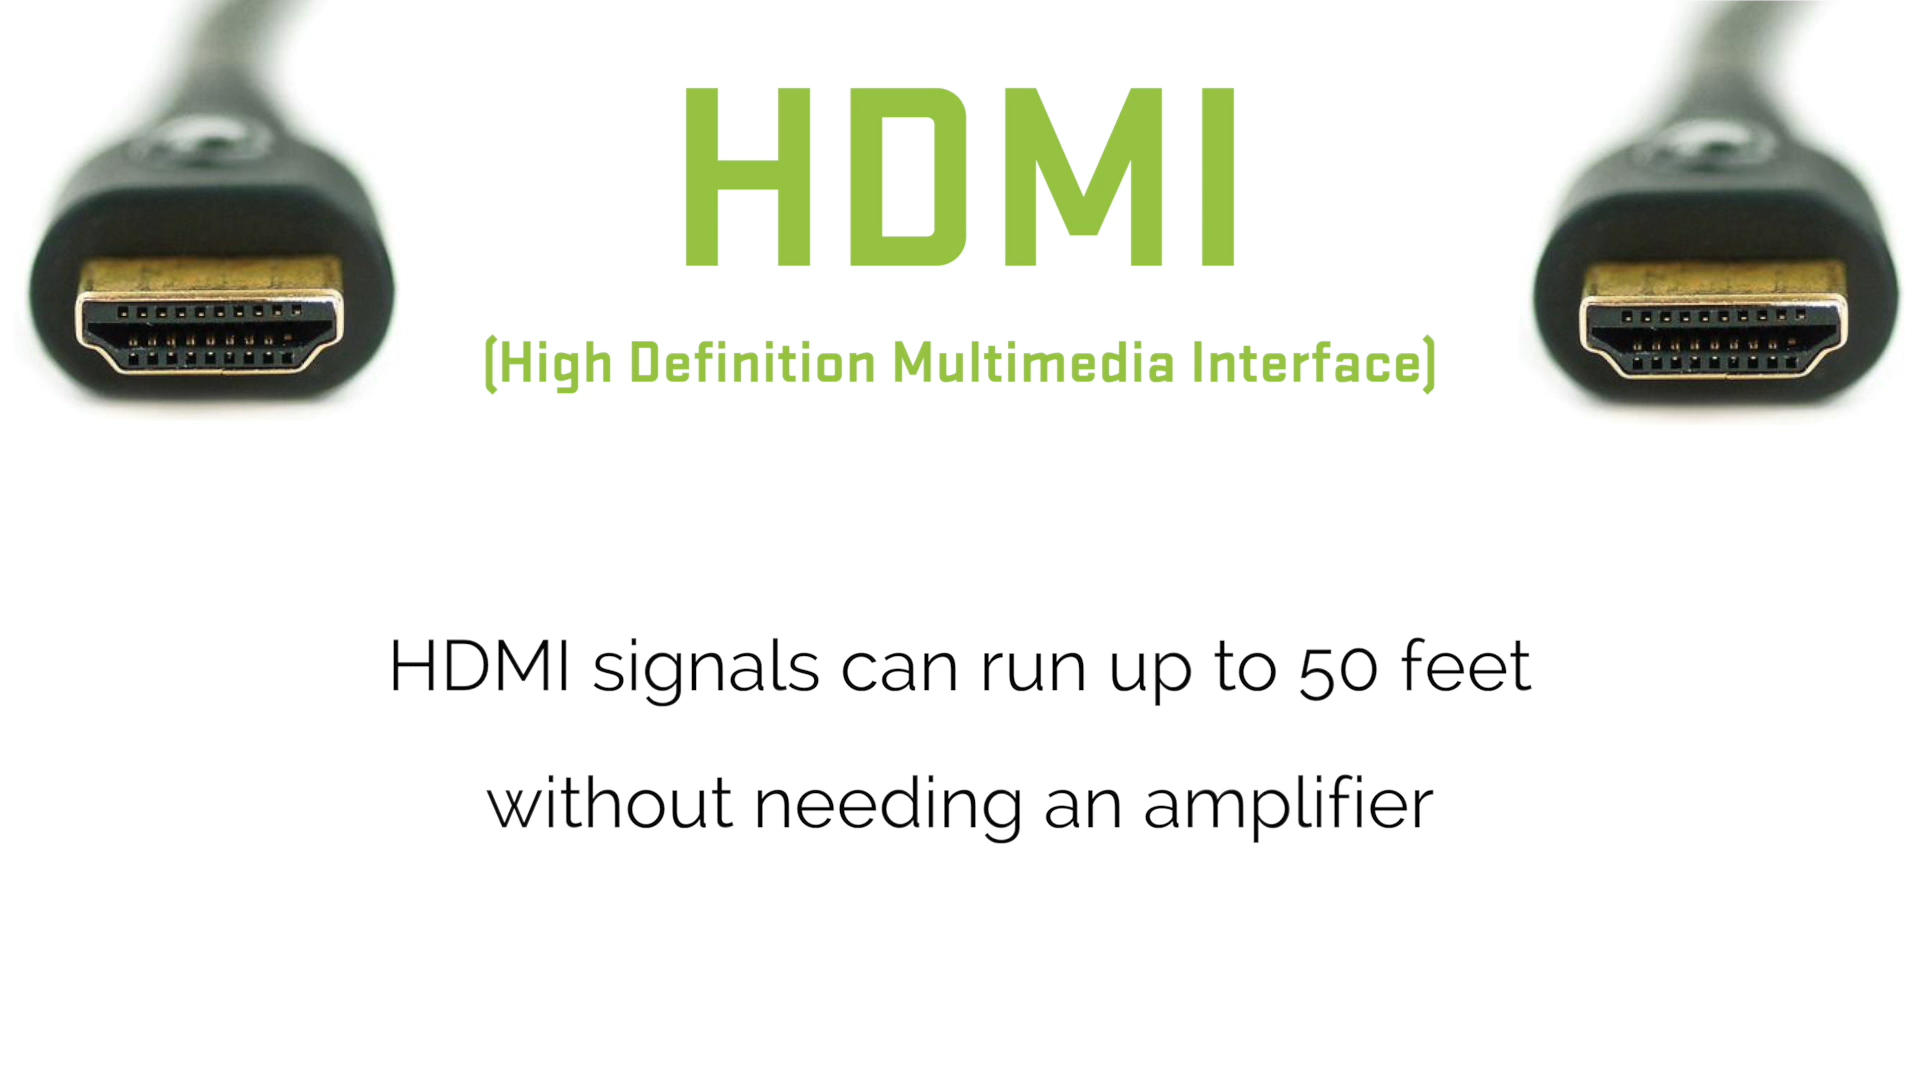 HDMI
(High Definition Multimedia Interface)
HDMI signals can run up to 50 feet
without needing an amplifier